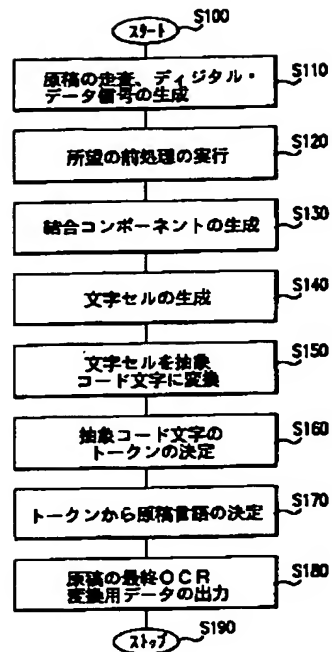 S100
スタート
S110
原稿の走査、ディジタル・
データ信号の生成
S120
所望の前処理の実行
S130
結合コンポーネントの生成
S140
文字セルの生成
S150
文字セルを抽象
コード文字に変換
S160
抽象コード文字の
トークンの決定
S170
トークンから原稿言語の決定
S180
原稿の最終OCR
変換用データの出力
S190
ストップ